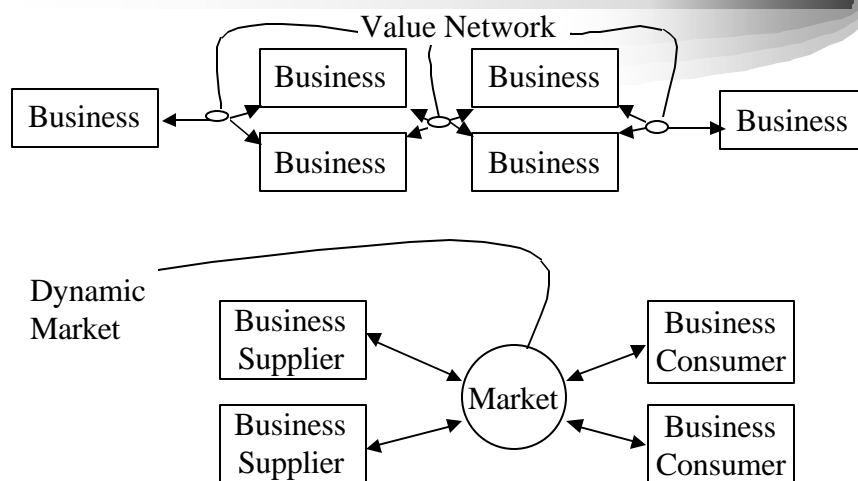 Value Network
Business
Business
Business
Business
Business
Business
Dynamic
Market
Business
Supplier
Business
Consumer
Market
Business
Supplier
Business
Consumer